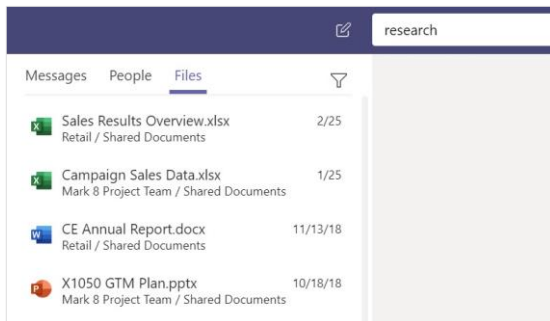 research
Messages People Files
Sales Results Overview.xlsx 2/25
Retail / Shared Documents
Campaign Sales Data.xlsx 1/25
Mark 8 Project Team / Shared Documents
CE Annual Report.docx 11/13/18
Retail / Shared Documents
X1050 GTM Plan.pptx 10/18/18
Mark 8 Project Team / Shared Documents